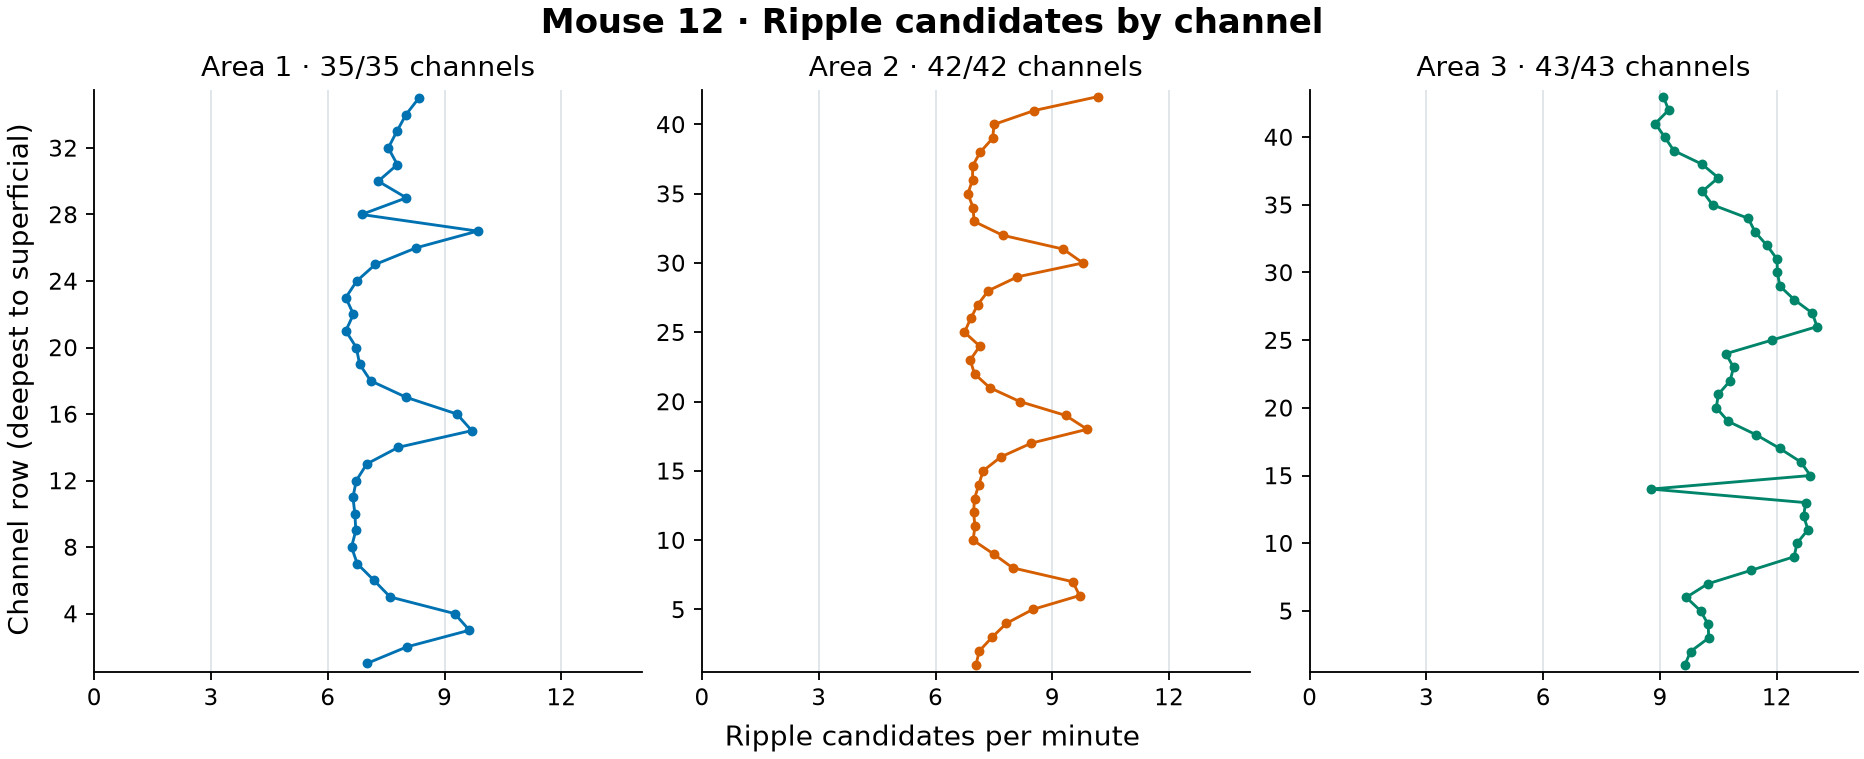 Mouse 12 · Ripple candidates by channel
Area 1 · 35/35 channels
Area 2 · 42/42 channels
Area 3 · 43/43 channels
Channel row (deepest to superficial)
32
28
24
20
16
12
8
4
0 3 6 9 12
40
35
30
25
20
15
10
5
0 3 6 9 12
40
35
30
25
20
15
10
5
0 3 6 9 12
Ripple candidates per minute